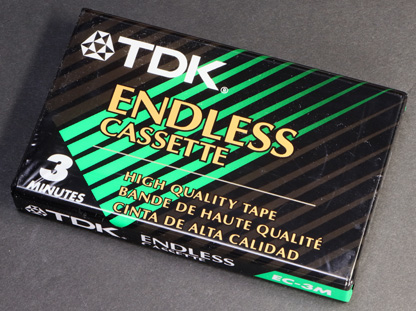 TDK®
ENDLESS
CASSETTE
3
MINUTES
HIGH QUALITY TAPE
BANDE DE HAUTE QUALITÉ
CINTA DE ALTA CALIDAD
TDK ENDLESS
CASSETTE
EC-3M